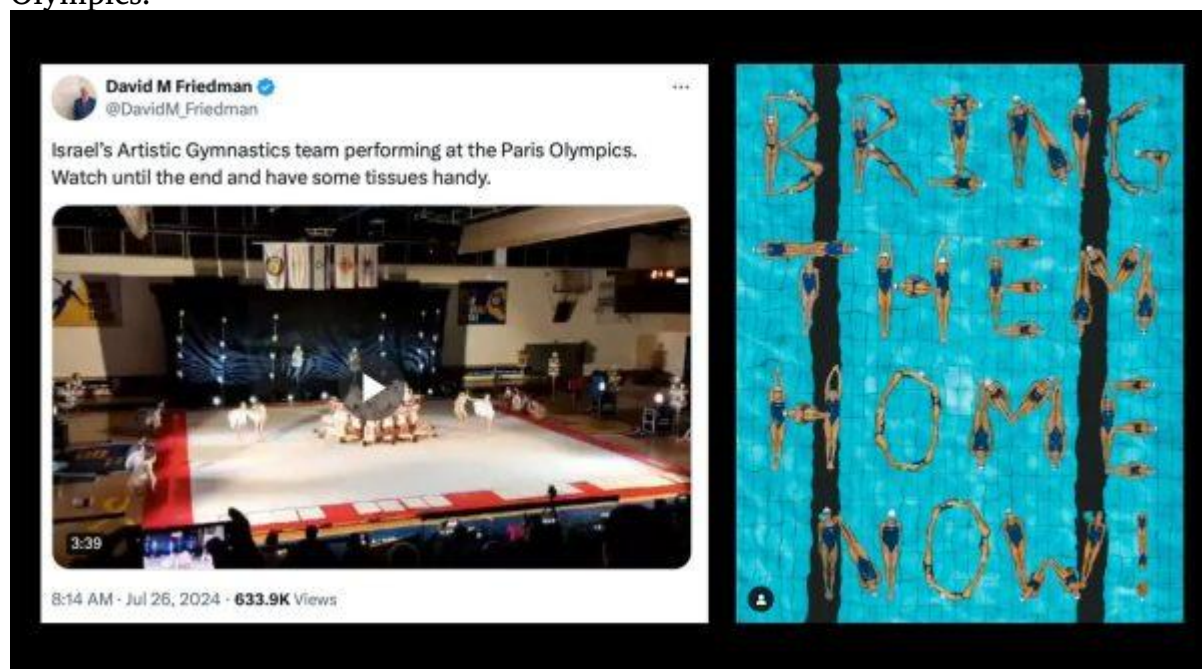 Olympics.
David M Friedman
@DavidM_Friedman
Israel's Artistic Gymnastics team performing at the Paris Olympics.
Watch until the end and have some tissues handy.
3:39
8:14 AM · Jul 26, 2024 · 633.9K Views
BRING
THEM
HOME
NOW!